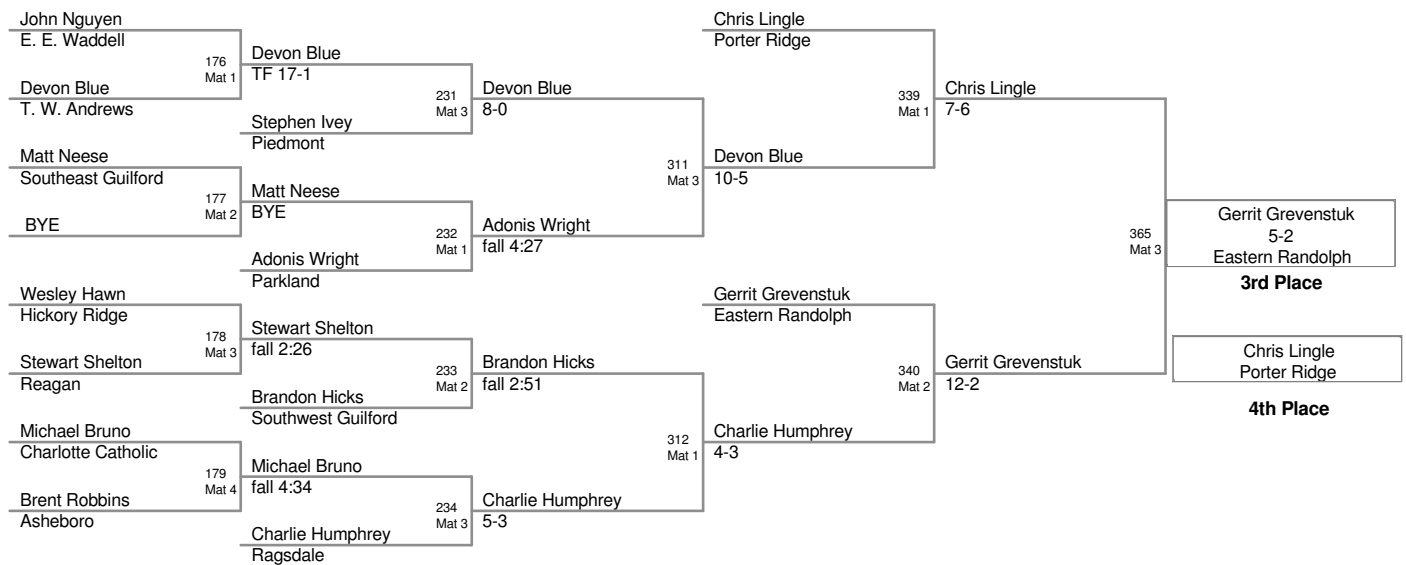 John Nguyen
E. E. Waddell
176
Mat 1
Devon Blue
T. W. Andrews
Matt Neese
Southeast Guilford
177
Mat 2
BYE
Wesley Hawn
Hickory Ridge
178
Mat 3
Stewart Shelton
Reagan
Michael Bruno
Charlotte Catholic
179
Mat 4
Brent Robbins
Asheboro
Devon Blue
TF 17-1
231
Mat 3
Stephen Ivey
Piedmont
Matt Neese
BYE
232
Mat 1
Adonis Wright
Parkland
Stewart Shelton
fall 2:26
233
Mat 2
Brandon Hicks
Southwest Guilford
Michael Bruno
fall 4:34
234
Mat 3
Charlie Humphrey
Ragsdale
Devon Blue
8-0
311
Mat 3
Adonis Wright
fall 4:27
Brandon Hicks
fall 2:51
312
Mat 1
Charlie Humphrey
5-3
Chris Lingle
Porter Ridge
339
Mat 1
Devon Blue
10-5
Gerrit Grevenstuk
Eastern Randolph
340
Mat 2
Charlie Humphrey
4-3
Chris Lingle
7-6
365
Mat 3
Gerrit Grevenstuk
12-2
Gerrit Grevenstuk
5-2
Eastern Randolph
3rd Place
Chris Lingle
Porter Ridge
4th Place